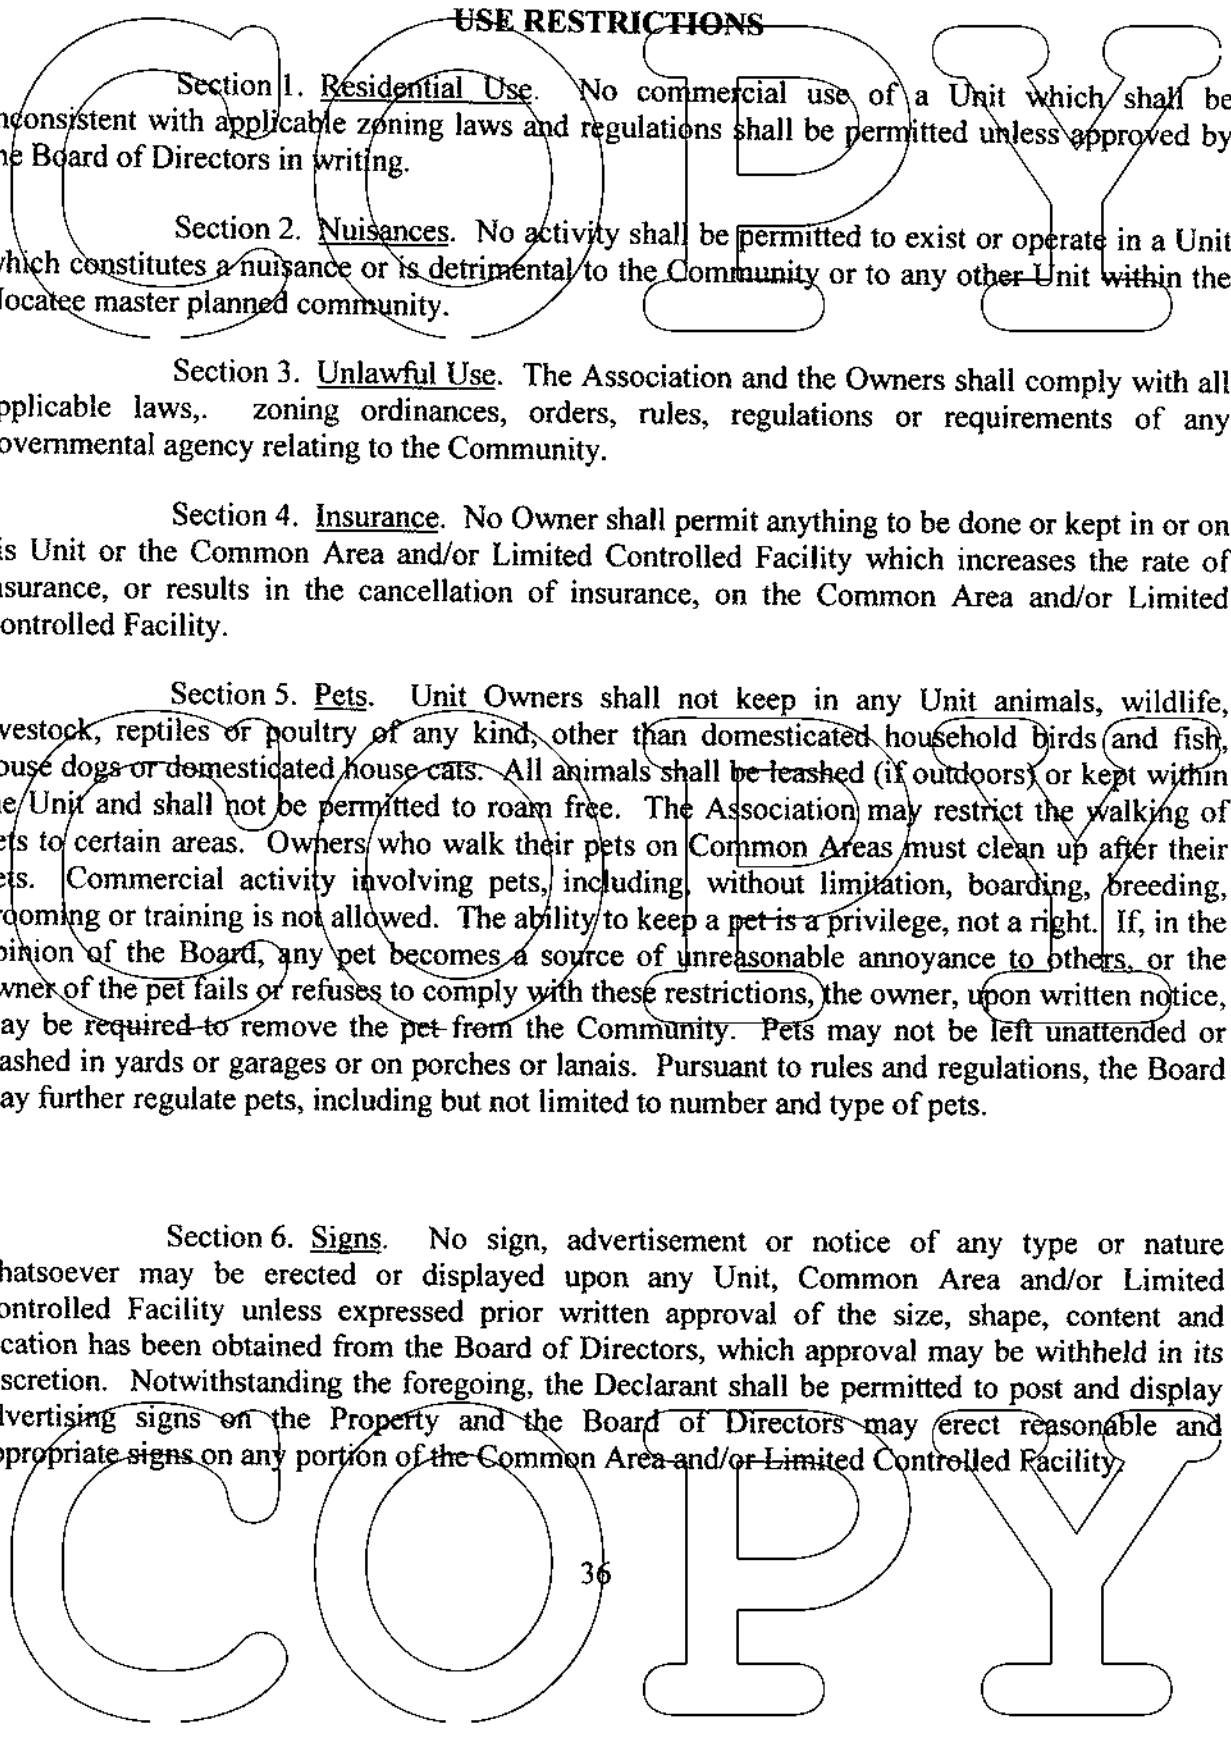 USE RESTRICTIONS
Section 1. Residential Use. No commercial use of a Unit which shall be
nconsistent with applicable zoning laws and regulations shall be permitted unless approved by
he Board of Directors in writing.
Section 2. Nuisances. No activity shall be permitted to exist or operate in a Unit
which constitutes a nuisance or is detrimental to the Community or to any other Unit within the
Nocatee master planned community.
Section 3. Unlawful Use. The Association and the Owners shall comply with all
pplicable laws,. zoning ordinances, orders, rules, regulations or requirements of any
overnmental agency relating to the Community.
Section 4. Insurance. No Owner shall permit anything to be done or kept in or on
is Unit or the Common Area and/or Limited Controlled Facility which increases the rate of
nsurance, or results in the cancellation of insurance, on the Common Area and/or Limited
ontrolled Facility.
Section 5. Pets. Unit Owners shall not keep in any Unit animals, wildlife,
vestock, reptiles or poultry of any kind, other than domesticated household birds and fish,
ouse dogs or domesticated house cats. All animals shall be leashed (if outdoors) or kept within
he Unit and shall not be permitted to roam free. The Association may restrict the walking of
ets to certain areas. Owners who walk their pets on Common Areas must clean up after their
ets. Commercial activity involving pets, including, without limitation, boarding, breeding,
rooming or training is not allowed. The ability to keep a pet is a privilege, not a right. If, in the
pinion of the Board, any pet becomes a source of unreasonable annoyance to others, or the
wner of the pet fails or refuses to comply with these restrictions, the owner, upon written notice,
ay be required to remove the pet from the Community. Pets may not be left unattended or
ashed in yards or garages or on porches or lanais. Pursuant to rules and regulations, the Board
ay further regulate pets, including but not limited to number and type of pets.
Section 6. Signs. No sign, advertisement or notice of any type or nature
hatsoever may be erected or displayed upon any Unit, Common Area and/or Limited
ontrolled Facility unless expressed prior written approval of the size, shape, content and
cation has been obtained from the Board of Directors, which approval may be withheld in its
scretion. Notwithstanding the foregoing, the Declarant shall be permitted to post and display
dvertising signs on the Property and the Board of Directors may erect reasonable and
ppropriate signs on any portion of the Common Area and/or Limited Controlled Facility.
36
COPY
COPY
COPY